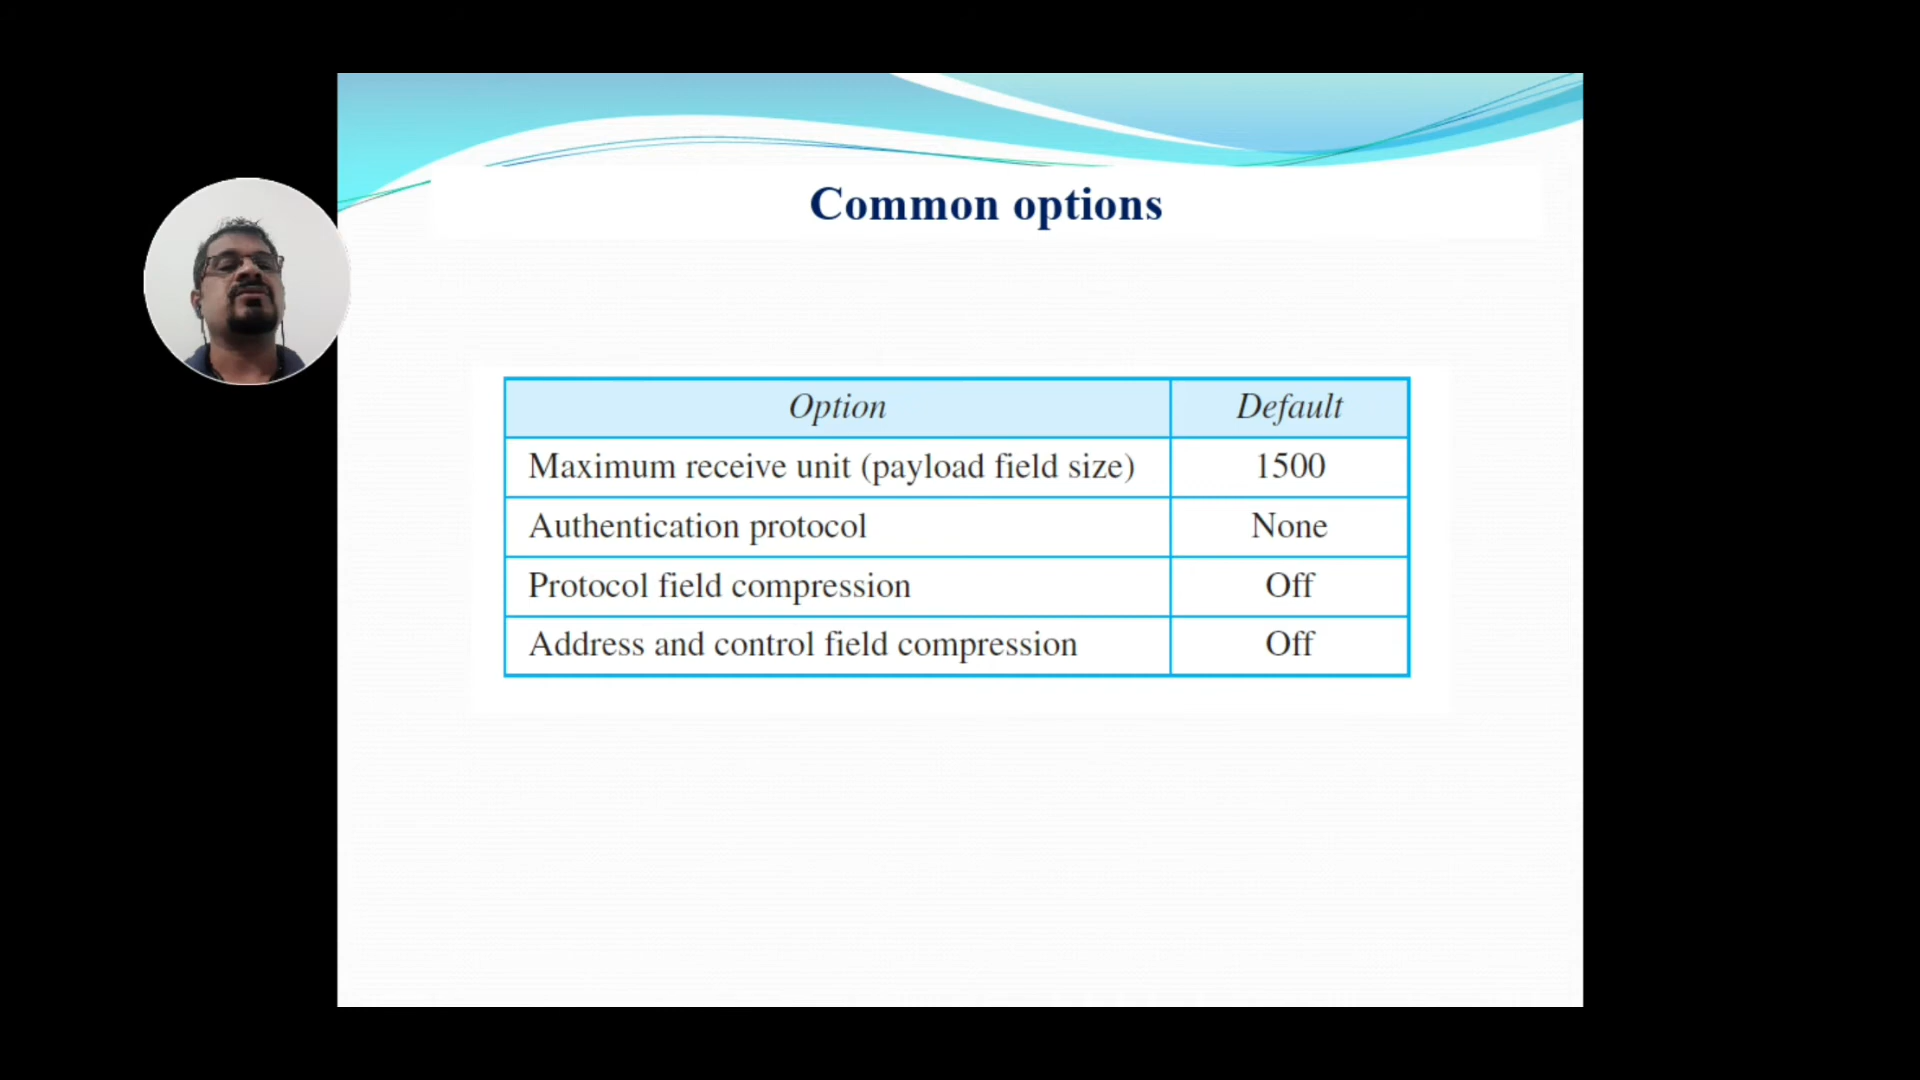 Common options
Option Default
Maximum receive unit (payload field size) 1500
Authentication protocol None
Protocol field compression Off
Address and control field compression Off